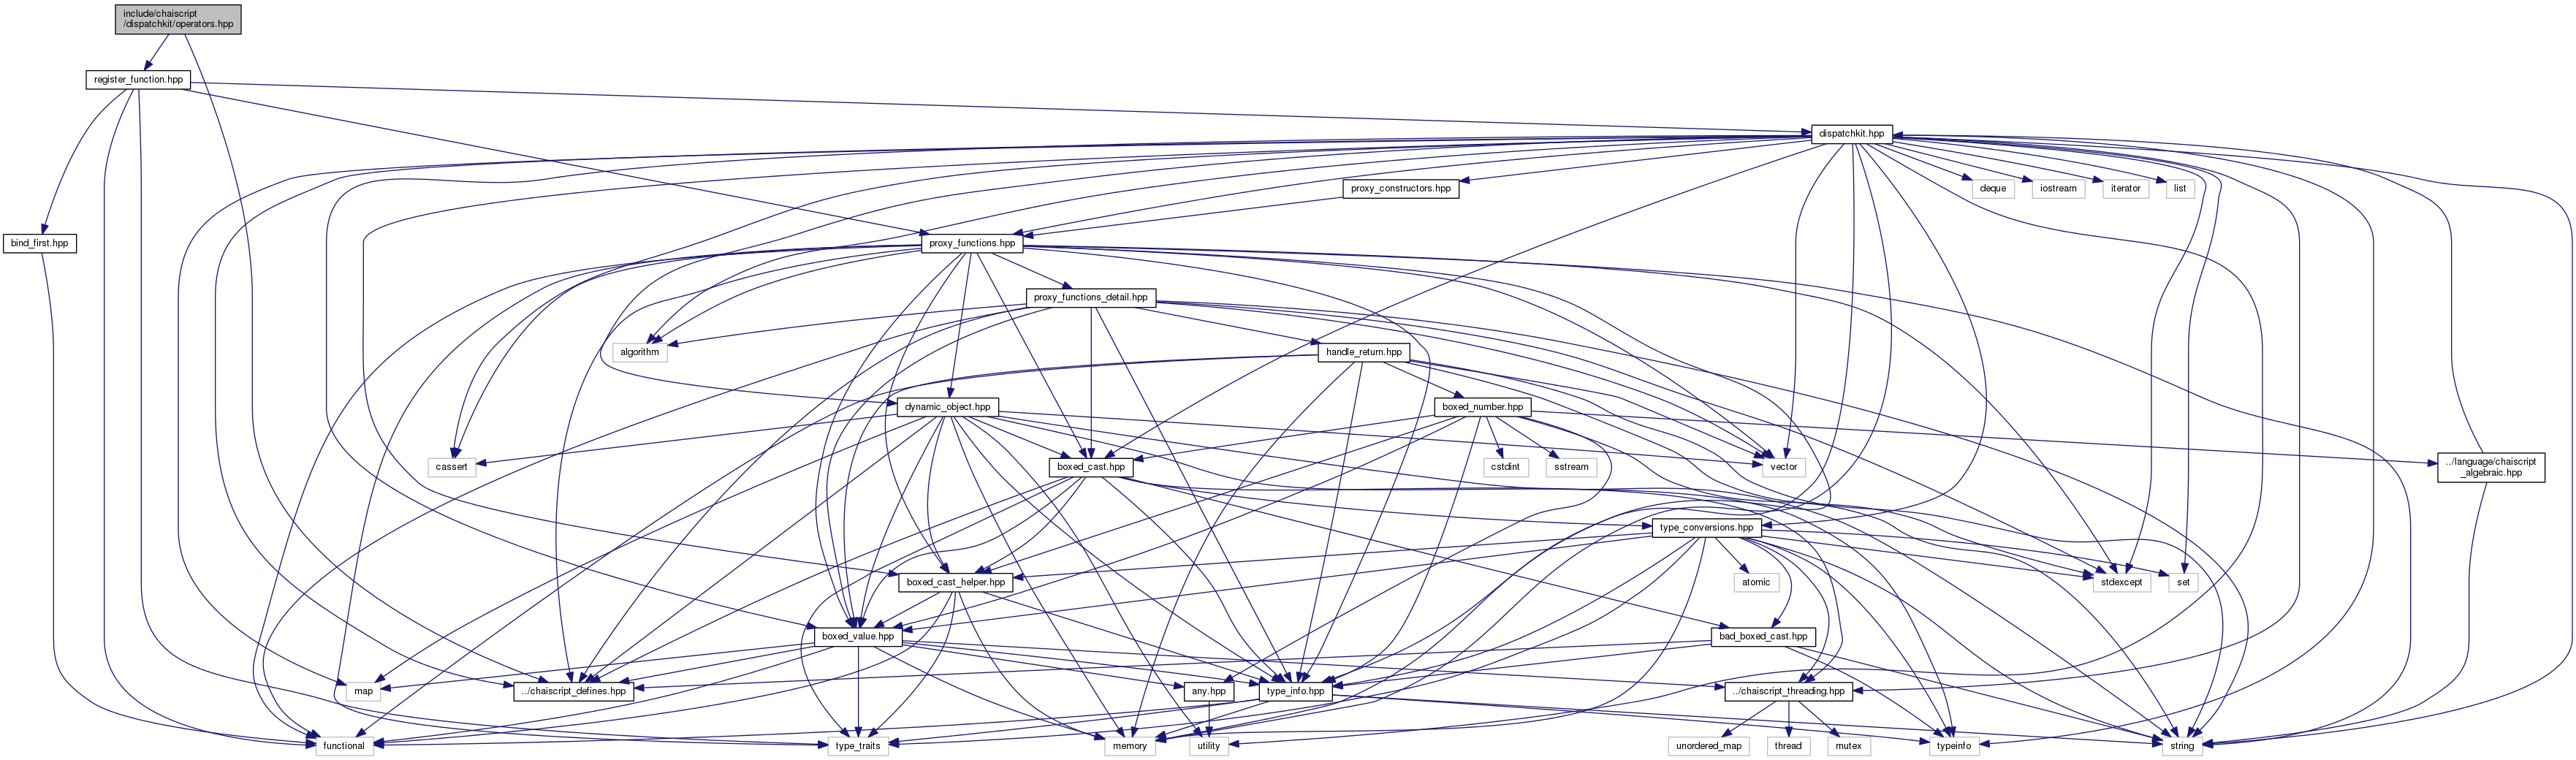 include/chaiscript
/dispatchkit/operators.hpp
register_function.hpp
dispatchkit.hpp
proxy_constructors.hpp
deque
iostream
iterator
list
bind_first.hpp
proxy_functions.hpp
proxy_functions_detail.hpp
algorithm
handle_return.hpp
dynamic_object.hpp
boxed_number.hpp
cassert
boxed_cast.hpp
cstdint
sstream
vector
../language/chaiscript
_algebraic.hpp
type_conversions.hpp
boxed_cast_helper.hpp
atomic
stdexcept
set
boxed_value.hpp
bad_boxed_cast.hpp
map
../chaiscript_defines.hpp
any.hpp
type_info.hpp
../chaiscript_threading.hpp
functional
type_traits
memory
utility
unordered_map
thread
mutex
typeinfo
string